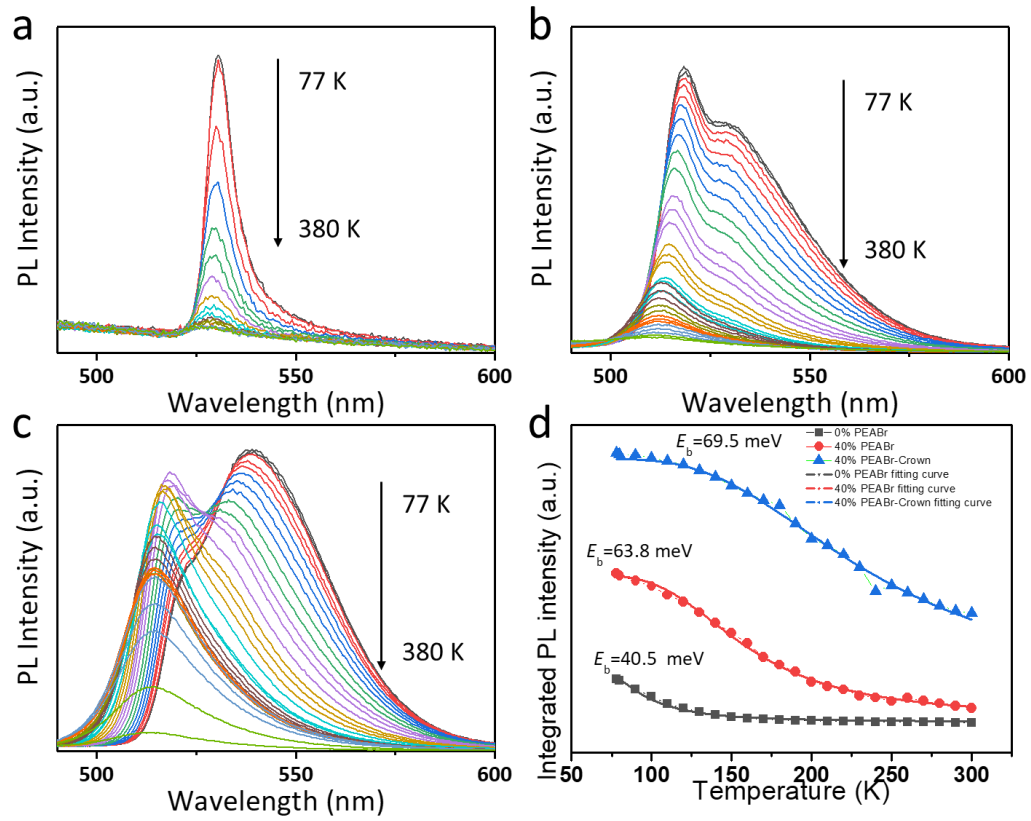 a
PL Intensity (a.u.)
77 K
380 K
500
550
600
Wavelength (nm)
b
PL Intensity (a.u.)
77 K
380 K
500
550
600
Wavelength (nm)
c
PL Intensity (a.u.)
77 K
380 K
500
550
600
Wavelength (nm)
d
Integrated PL intensity (a.u.)
E_b=69.5 meV
E_b=63.8 meV
E_b=40.5 meV
0% PEABr
40% PEABr
40% PEABr-Crown
0% PEABr fitting curve
40% PEABr fitting curve
40% PEABr-Crown fitting curve
50
100
150
200
250
300
Temperature (K)